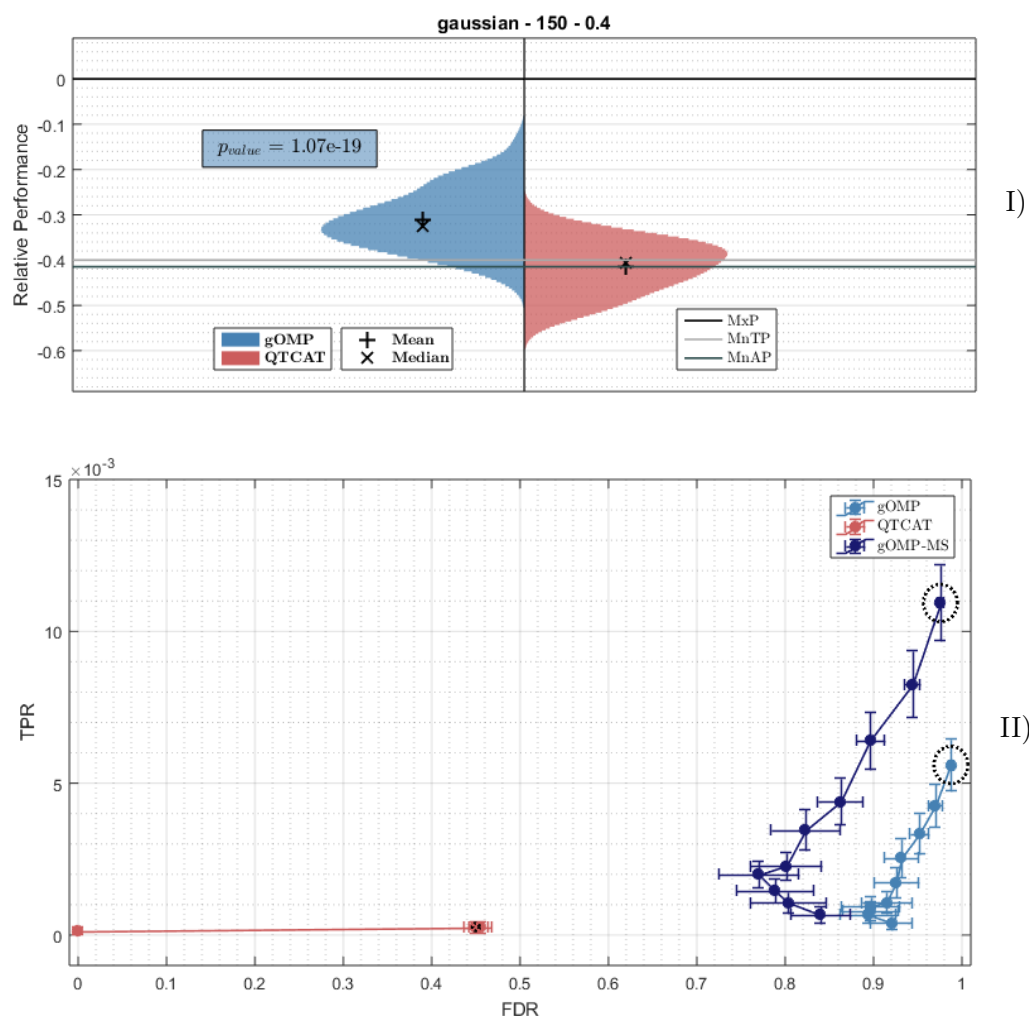 gaussian - 150 - 0.4
Relative Performance
0
-0.1
-0.2
-0.3
-0.4
-0.5
-0.6
p_value = 1.07e-19
gOMP
QTCAT
Mean
Median
MxP
MnTP
MnAP
I)
×10⁻³
15
10
5
0
TPR
gOMP
QTCAT
gOMP-MS
0 0.1 0.2 0.3 0.4 0.5 0.6 0.7 0.8 0.9 1
FDR
II)